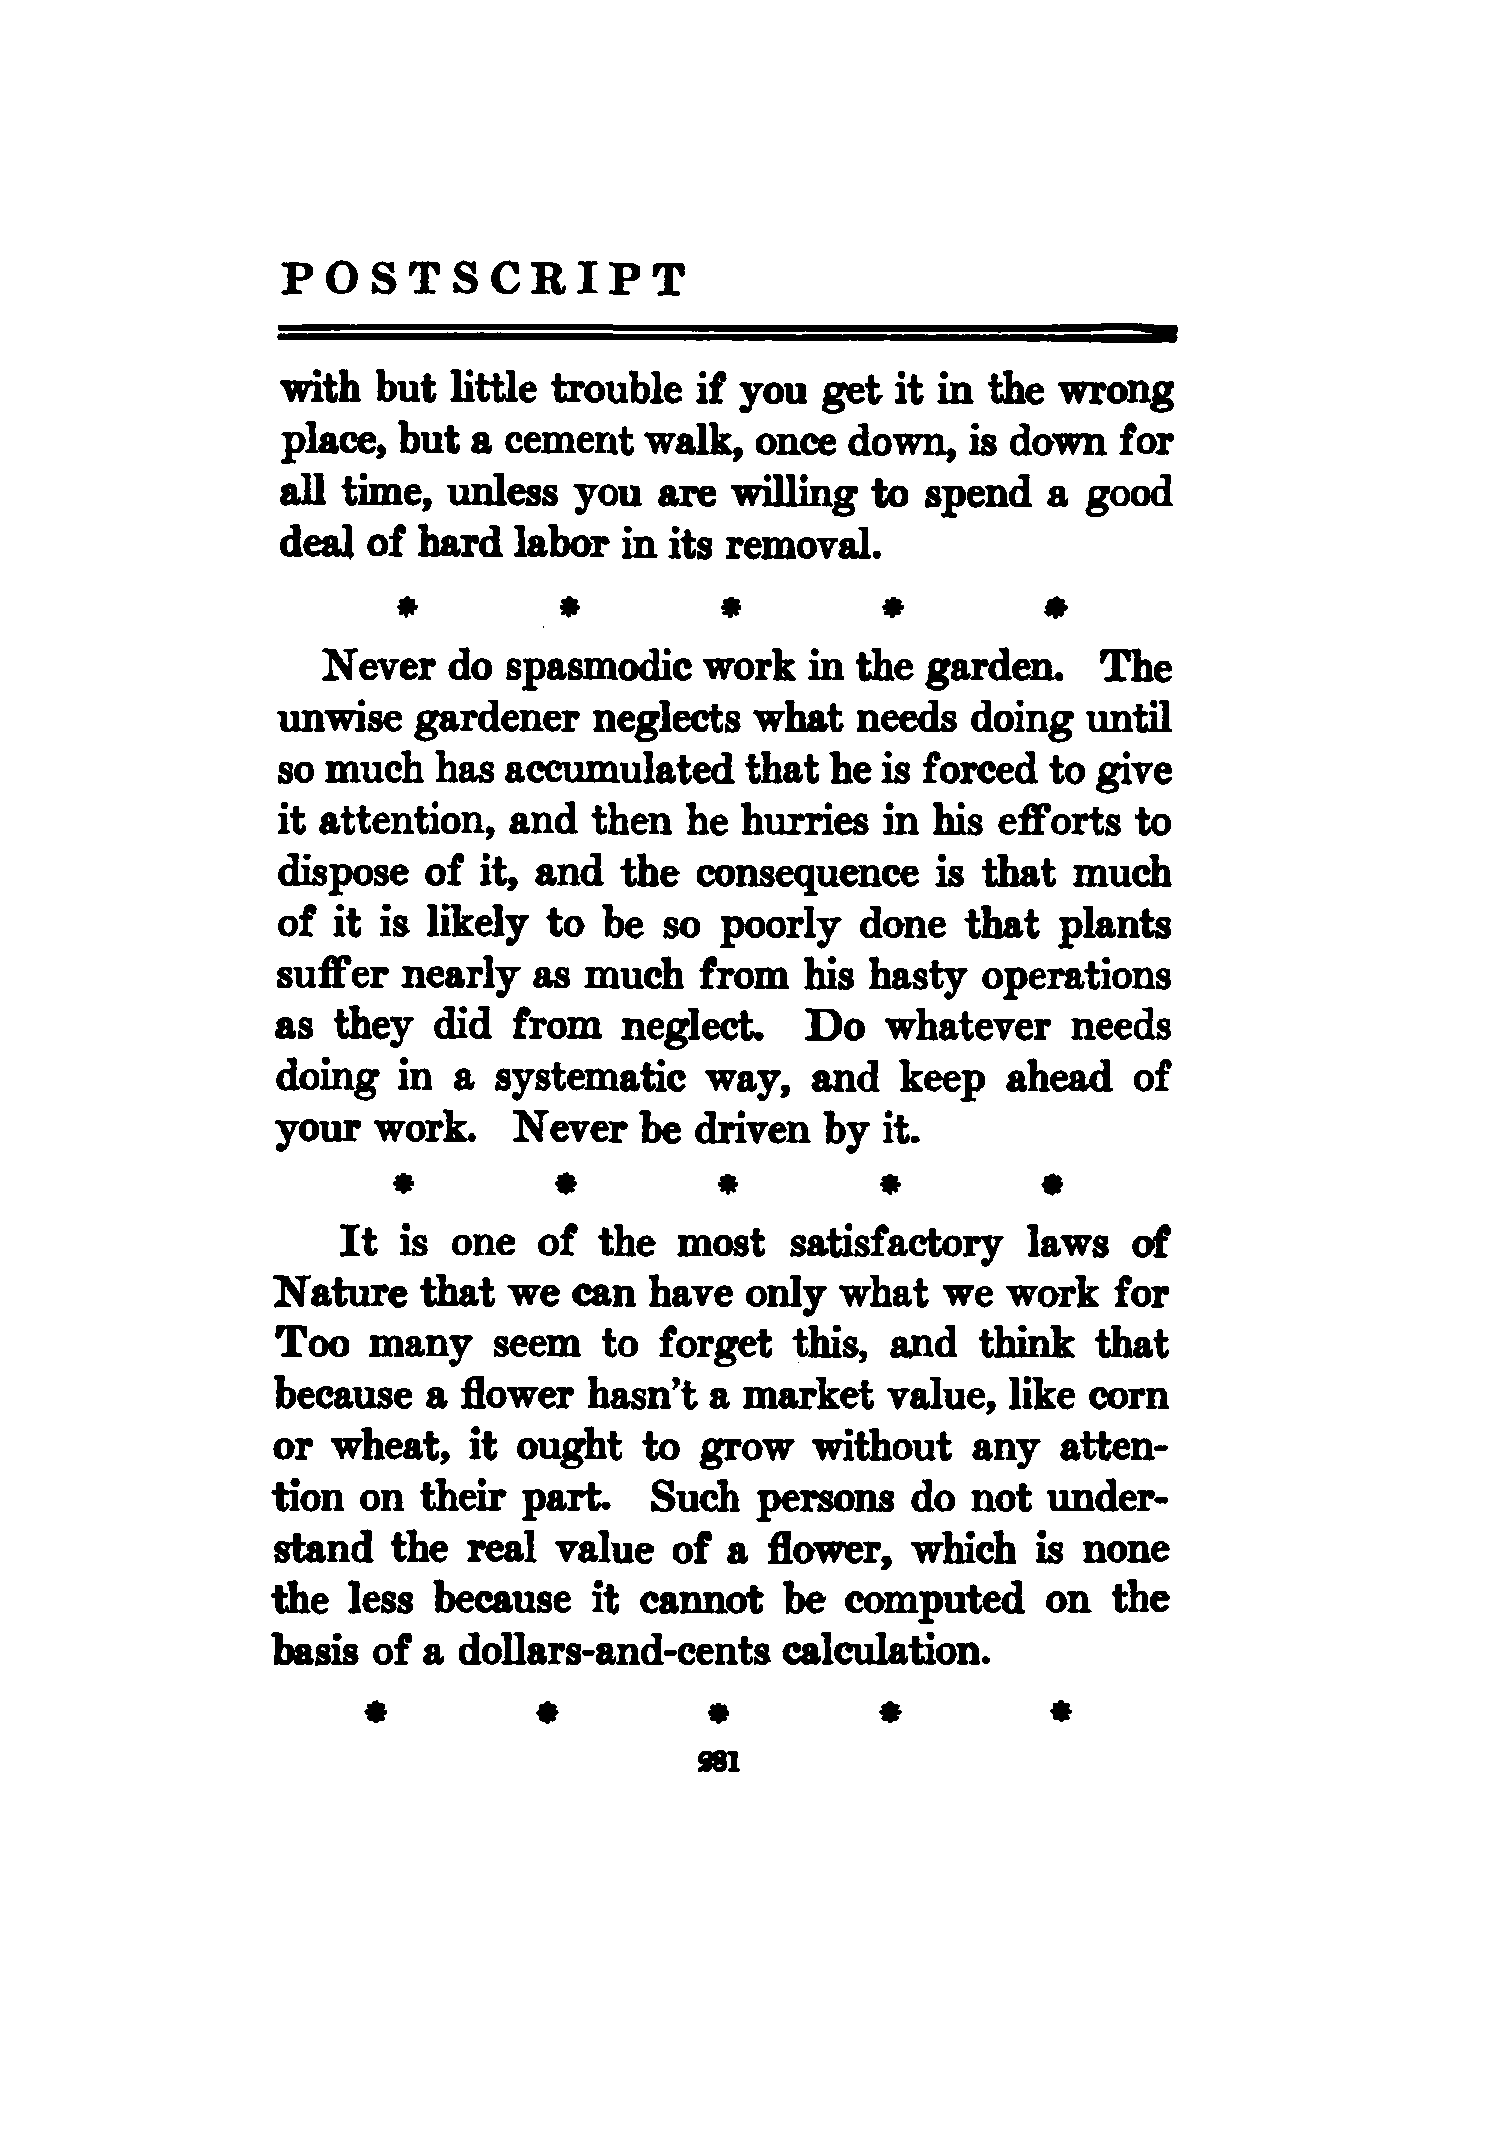 POSTSCRIPT
with but little trouble if you get it in the wrong
place, but a cement walk, once down, is down for
all time, unless you are willing to spend a good
deal of hard labor in its removal.
* * * * *
Never do spasmodic work in the garden. The
unwise gardener neglects what needs doing until
so much has accumulated that he is forced to give
it attention, and then he hurries in his efforts to
dispose of it, and the consequence is that much
of it is likely to be so poorly done that plants
suffer nearly as much from his hasty operations
as they did from neglect. Do whatever needs
doing in a systematic way, and keep ahead of
your work. Never be driven by it.
* * * * *
It is one of the most satisfactory laws of
Nature that we can have only what we work for
Too many seem to forget this, and think that
because a flower hasn't a market value, like corn
or wheat, it ought to grow without any atten-
tion on their part. Such persons do not under-
stand the real value of a flower, which is none
the less because it cannot be computed on the
basis of a dollars-and-cents calculation.
* * * * *
281